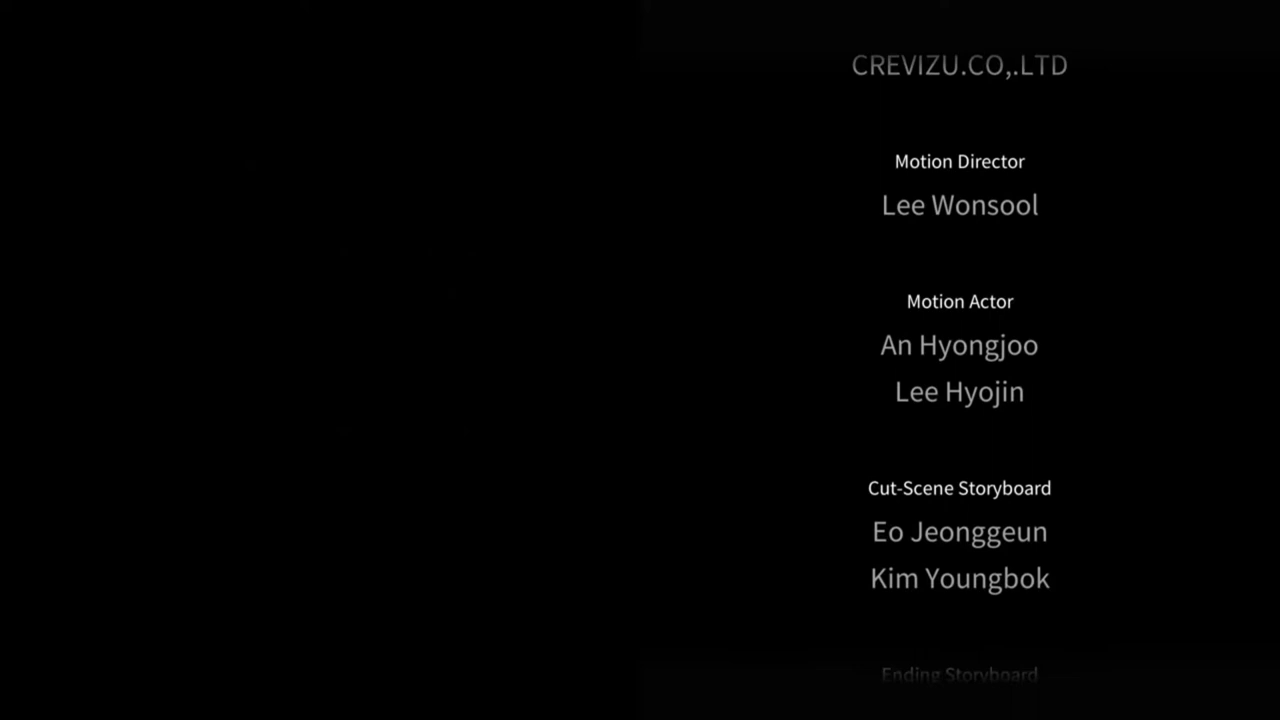 CREVIZU.CO,.LTD
Motion Director
Lee Wonsool
Motion Actor
An Hyongjoo
Lee Hyojin
Cut-Scene Storyboard
Eo Jeonggeun
Kim Youngbok
Ending Storyboard